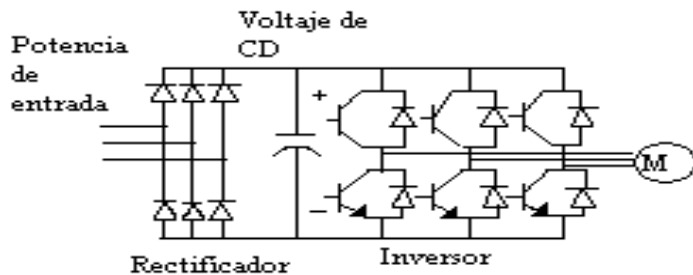 Voltaje de
CD
Potencia
de
entrada
+
−
M
Rectificador
Inversor